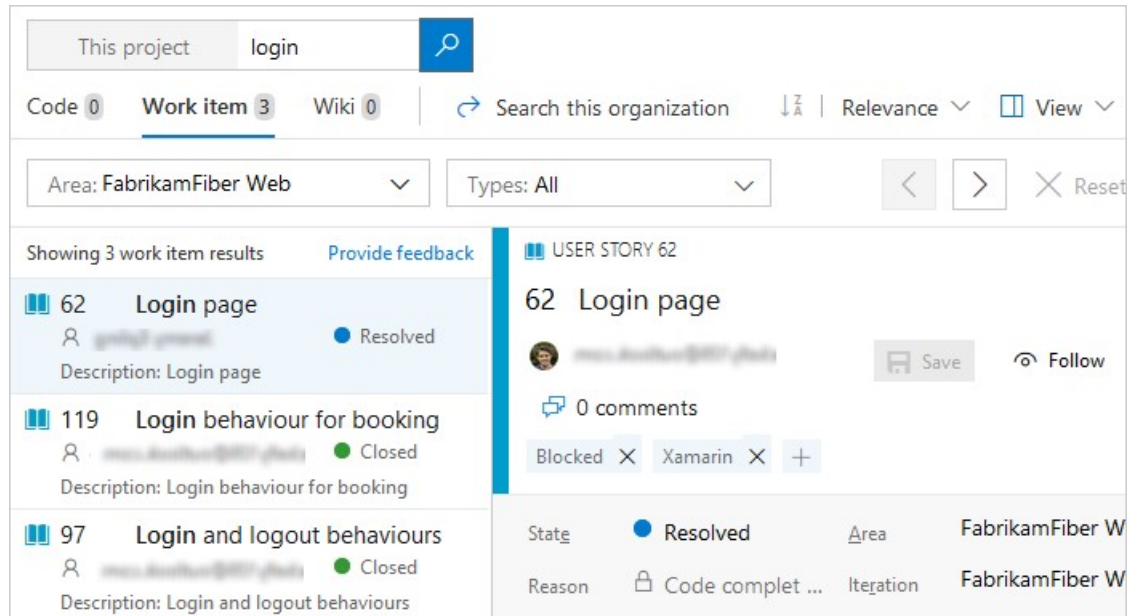 This project login
Code 0 Work item 3 Wiki 0 Search this organization Relevance View
Area: FabrikamFiber Web Types: All Reset
Showing 3 work item results Provide feedback
62 Login page
Resolved
Description: Login page
119 Login behaviour for booking
Closed
Description: Login behaviour for booking
97 Login and logout behaviours
Closed
Description: Login and logout behaviours
USER STORY 62
62 Login page
Save Follow
0 comments
Blocked Xamarin
State Resolved Area FabrikamFiber W
Reason Code complet ... Iteration FabrikamFiber W